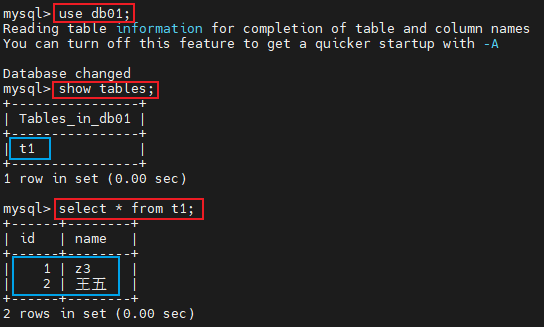 mysql> use db01;
Reading table information for completion of table and column names
You can turn off this feature to get a quicker startup with -A

Database changed
mysql> show tables;
+----------------+
| Tables_in_db01 |
+----------------+
| t1             |
+----------------+
1 row in set (0.00 sec)

mysql> select * from t1;
+------+--------+
| id   | name   |
+------+--------+
|    1 | z3     |
|    2 | 王五   |
+------+--------+
2 rows in set (0.00 sec)